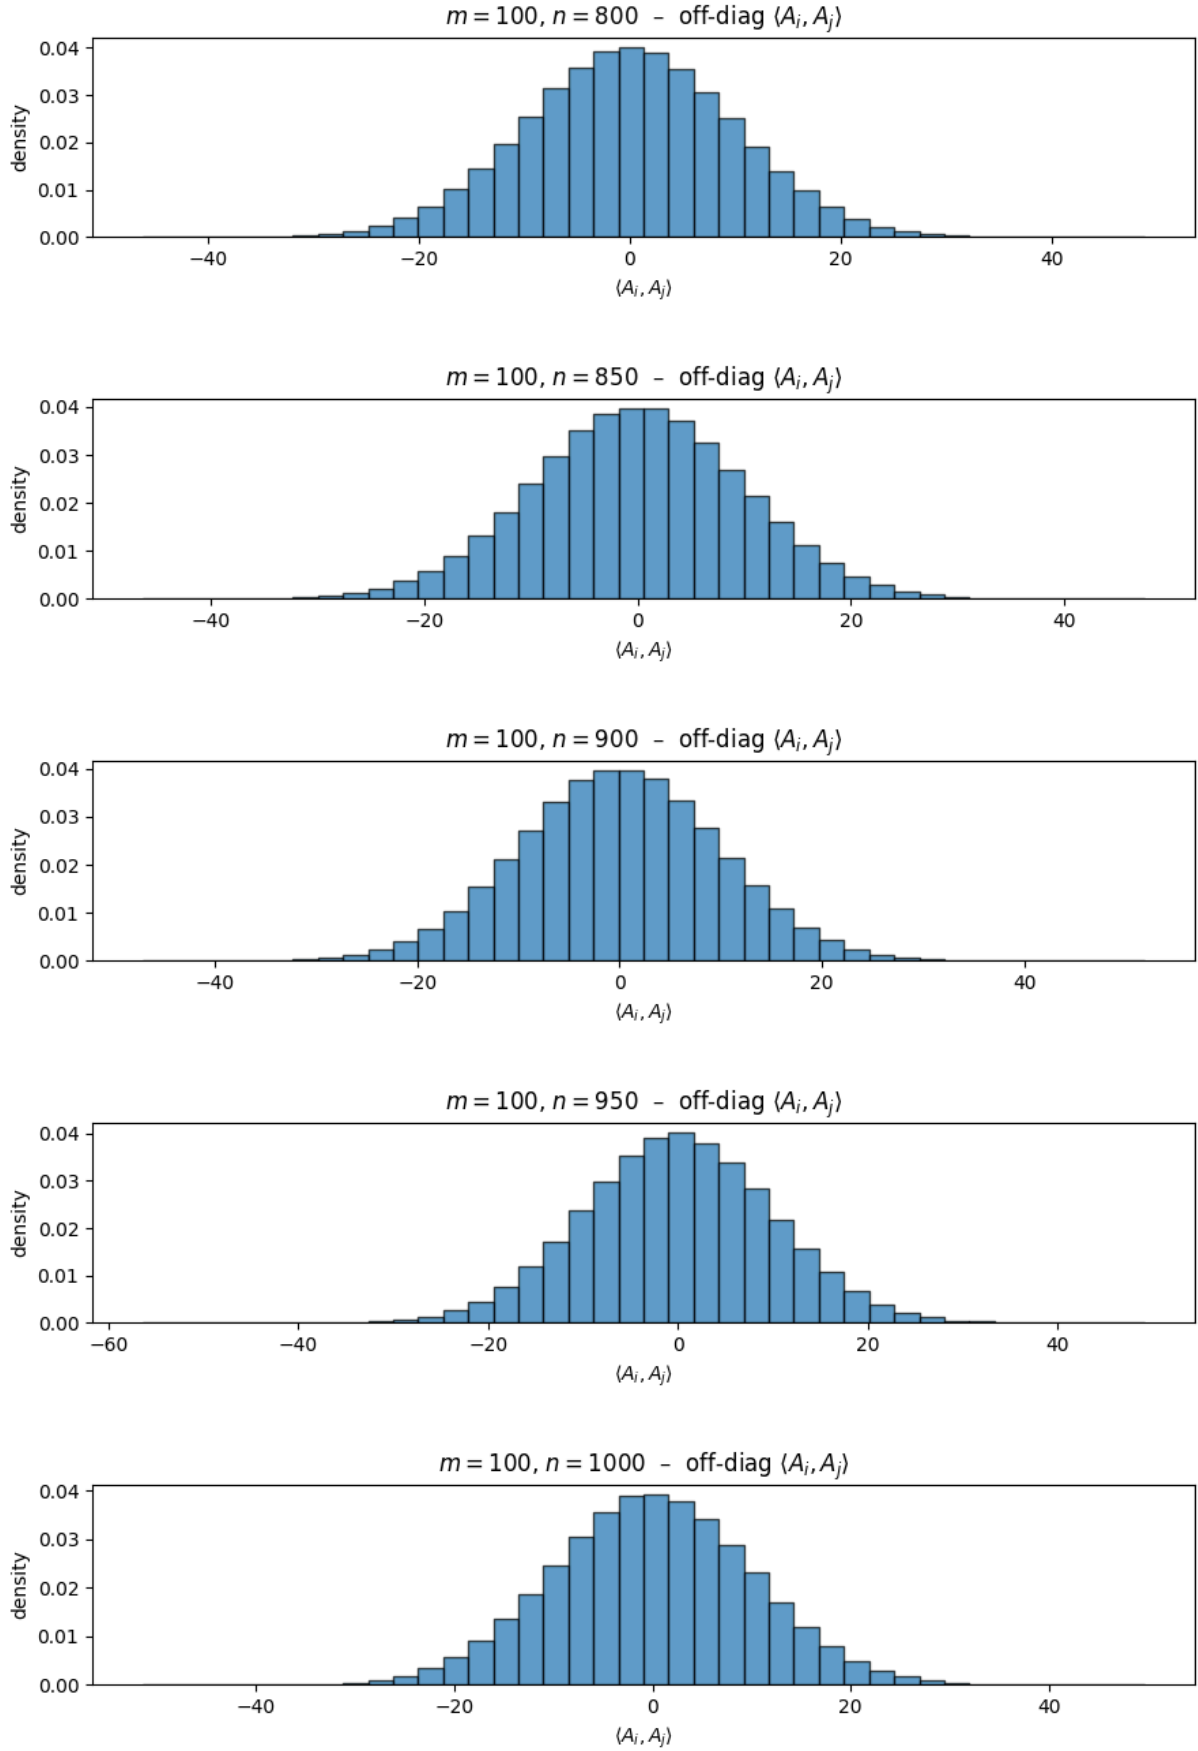 m = 100, n = 800 – off-diag ⟨A_i, A_j⟩
0.04
0.03
0.02
0.01
0.00
density
−40 −20 0 20 40
⟨A_i, A_j⟩
m = 100, n = 850 – off-diag ⟨A_i, A_j⟩
0.04
0.03
0.02
0.01
0.00
density
−40 −20 0 20 40
⟨A_i, A_j⟩
m = 100, n = 900 – off-diag ⟨A_i, A_j⟩
0.04
0.03
0.02
0.01
0.00
density
−40 −20 0 20 40
⟨A_i, A_j⟩
m = 100, n = 950 – off-diag ⟨A_i, A_j⟩
0.04
0.03
0.02
0.01
0.00
density
−60 −40 −20 0 20 40
⟨A_i, A_j⟩
m = 100, n = 1000 – off-diag ⟨A_i, A_j⟩
0.04
0.03
0.02
0.01
0.00
density
−40 −20 0 20 40
⟨A_i, A_j⟩